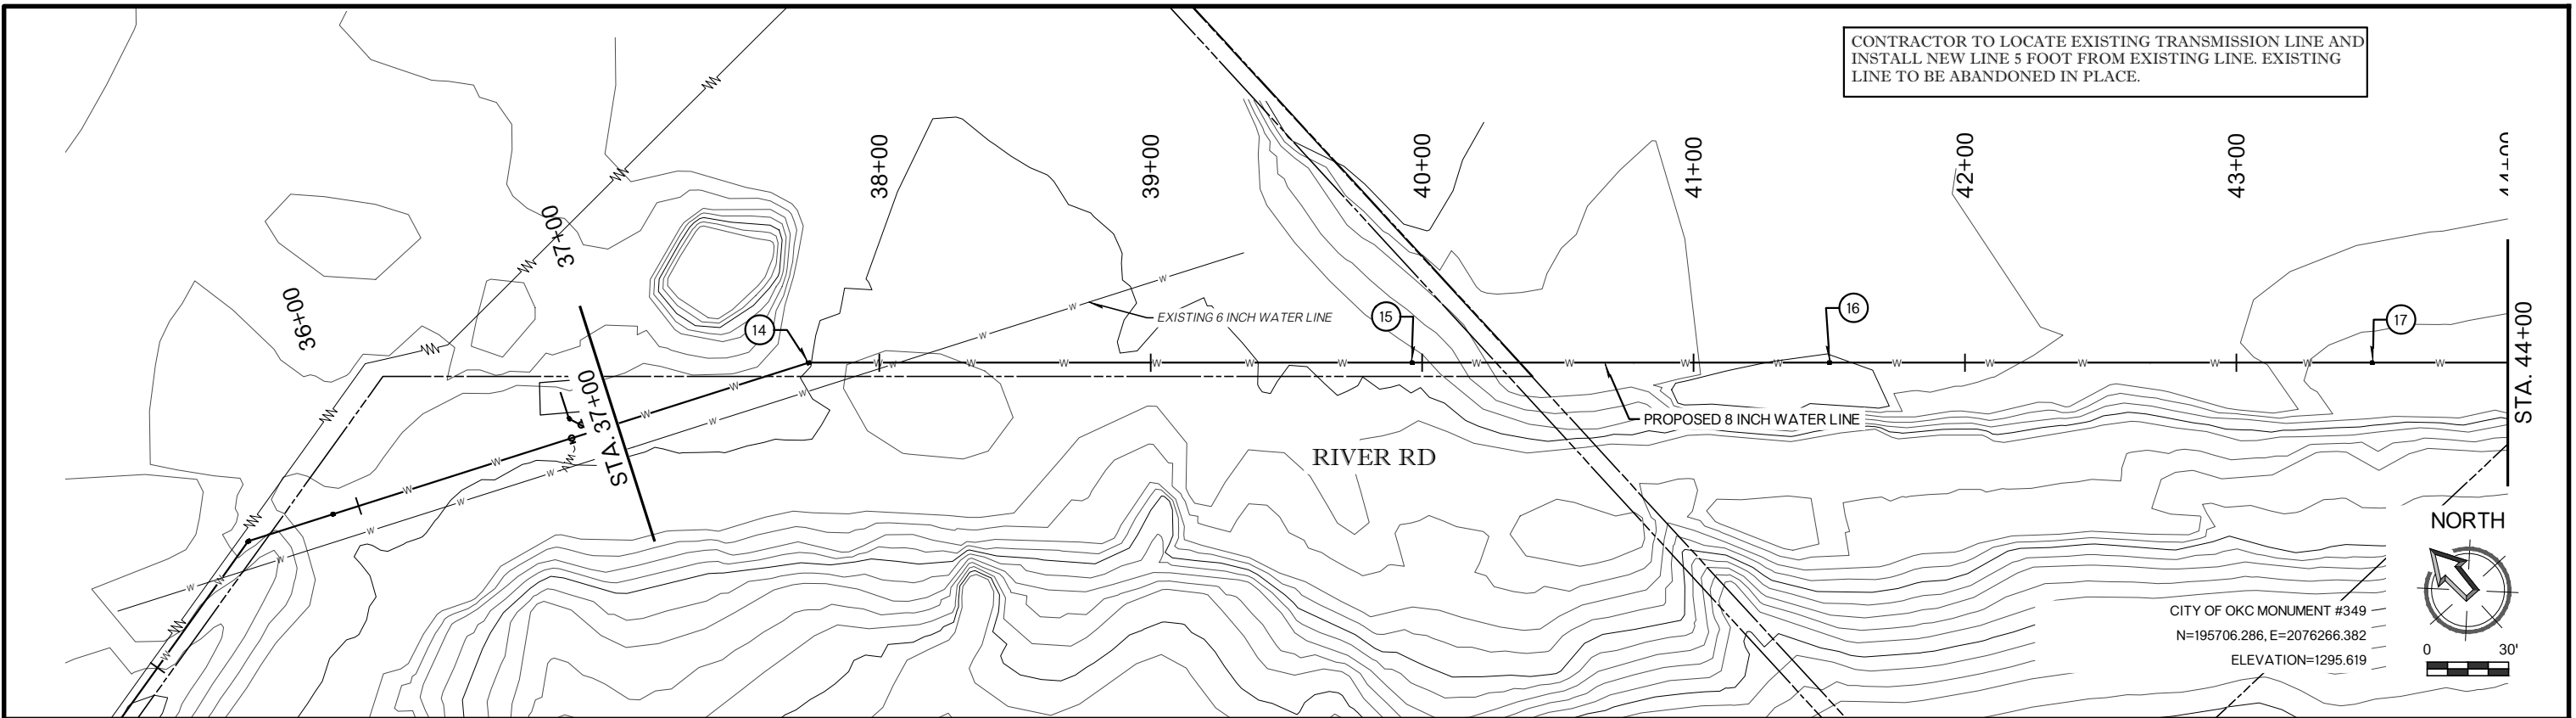 CONTRACTOR TO LOCATE EXISTING TRANSMISSION LINE AND
INSTALL NEW LINE 5 FOOT FROM EXISTING LINE. EXISTING
LINE TO BE ABANDONED IN PLACE.
36+00
37+00
38+00
39+00
40+00
41+00
42+00
43+00
44+00
14
15
16
17
EXISTING 6 INCH WATER LINE
PROPOSED 8 INCH WATER LINE
STA. 37+00
STA. 44+00
RIVER RD
NORTH
CITY OF OKC MONUMENT #349
N=195706.286, E=2076266.382
ELEVATION=1295.619
0 30'
W W W W W W W W W W W W W W W W W W W W W W W W W W W W W W W W W W W